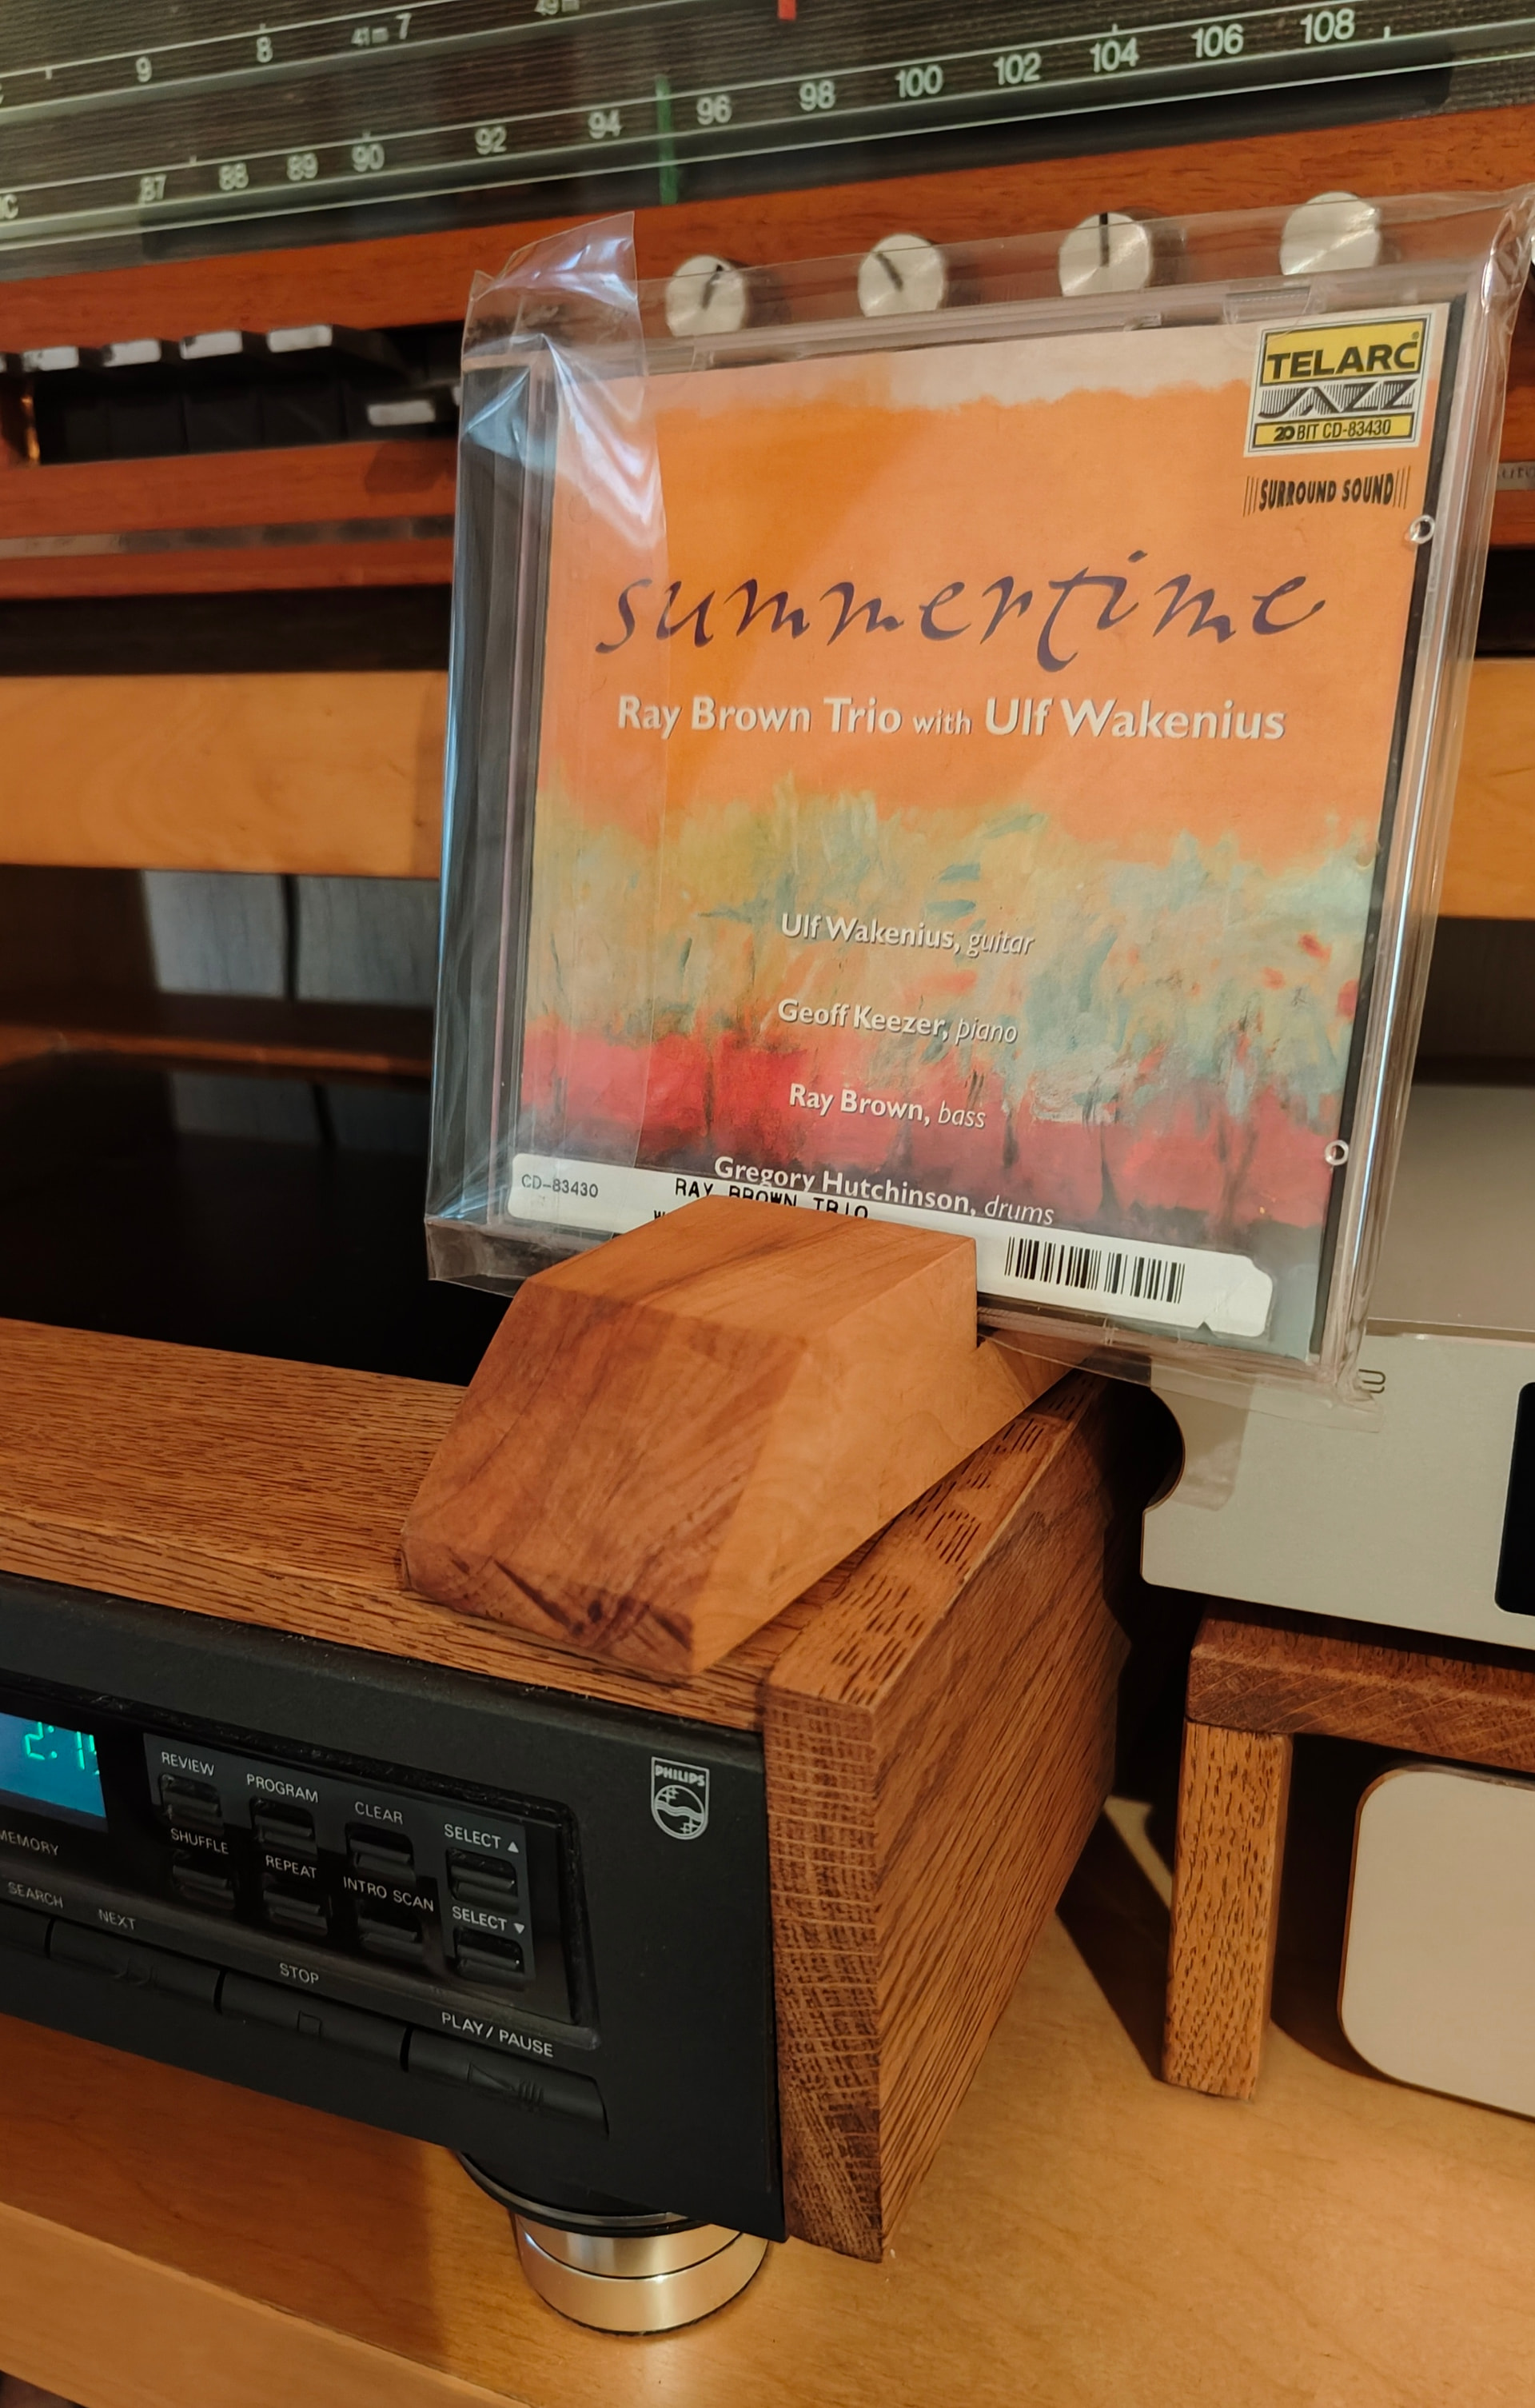 49m
9 8 41m 7
87 88 89 90 92 94 96 98 100 102 104 106 108
TELARC®
JAZZ
20 BIT CD-83430
SURROUND SOUND
summertime
Ray Brown Trio with Ulf Wakenius
Ulf Wakenius, guitar
Geoff Keezer, piano
Ray Brown, bass
Gregory Hutchinson, drums
CD-83430 RAY BROWN TRIO
PHILIPS
REVIEW PROGRAM CLEAR SELECT ▲
MEMORY SHUFFLE REPEAT INTRO SCAN SELECT ▼
SEARCH NEXT STOP PLAY/PAUSE